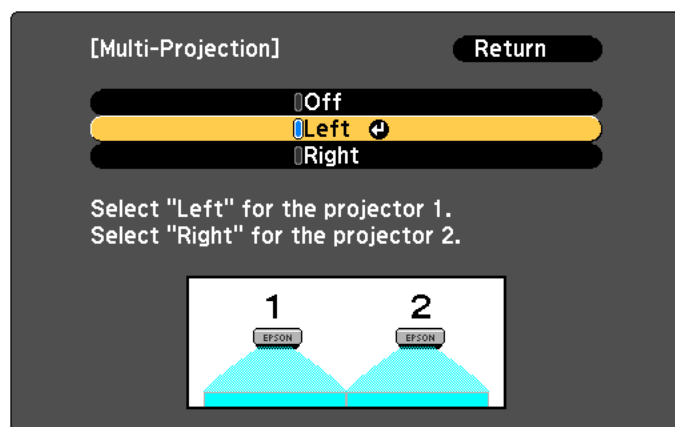 [Multi-Projection]
Return
Off
Left
Right
Select "Left" for the projector 1.
Select "Right" for the projector 2.
1 2
EPSON EPSON